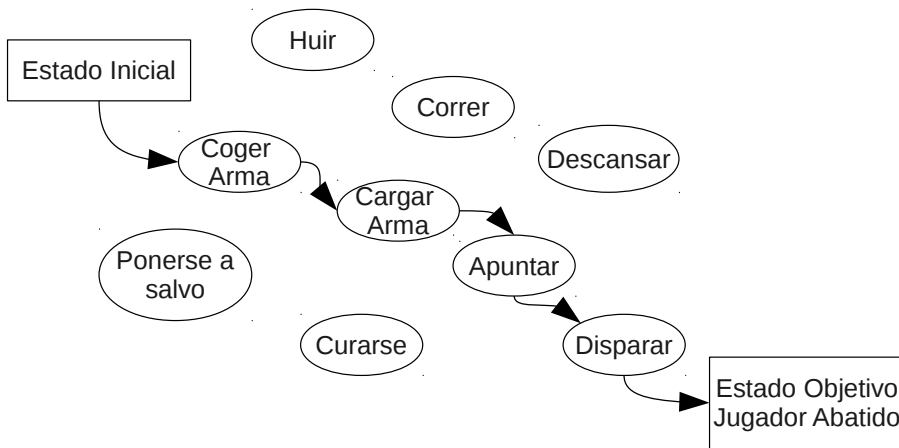 Huir
Estado Inicial
Correr
Coger
Arma
Descansar
Cargar
Arma
Ponerse a
salvo
Apuntar
Curarse
Disparar
Estado Objetivo
Jugador Abatido